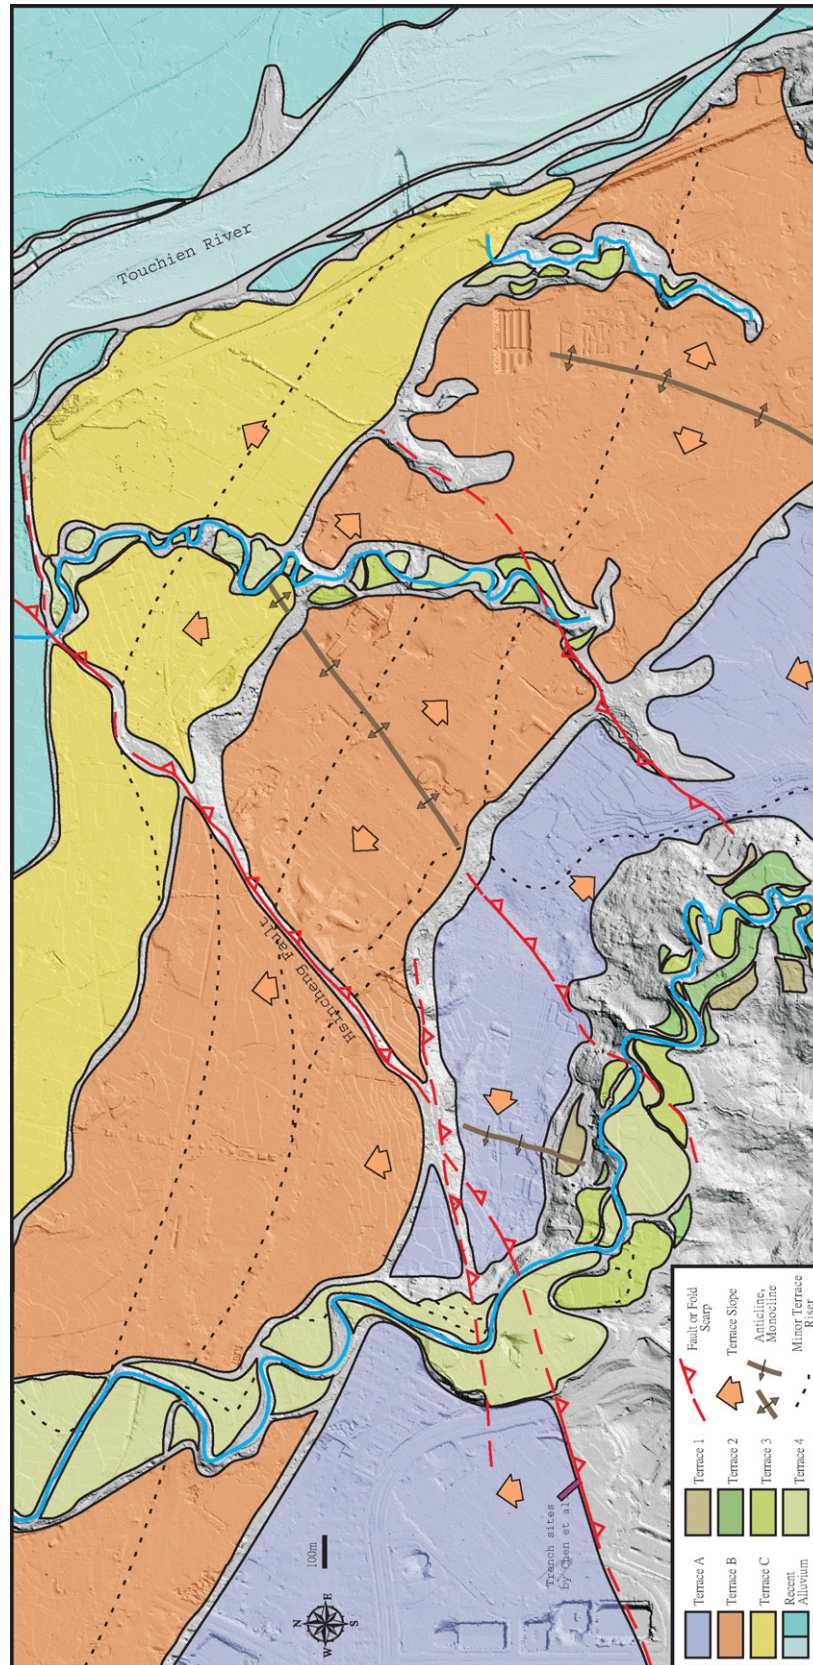 Touchien River
Hsincheng Fault
100m
N
E
W
S
Trench sites
by Chen et al
Fault or Fold
Scarp
Terrace Slope
Anticline,
Monocline
Minor Terrace
Riser
Terrace 1
Terrace 2
Terrace 3
Terrace 4
Terrace A
Terrace B
Terrace C
Recent
Alluvium